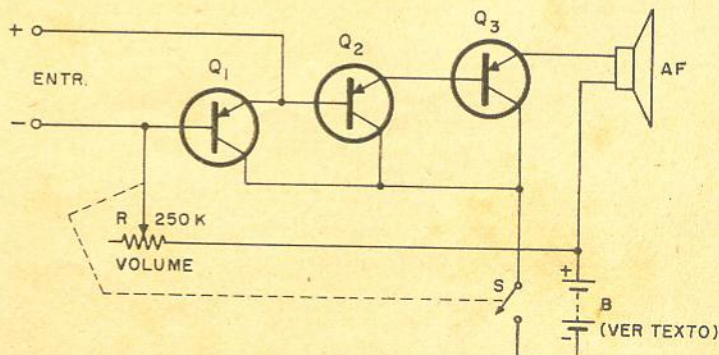 +
ENTR.
−
Q1
Q2
Q3
AF
R 250 K
VOLUME
S
+
B
(VER TEXTO)
-